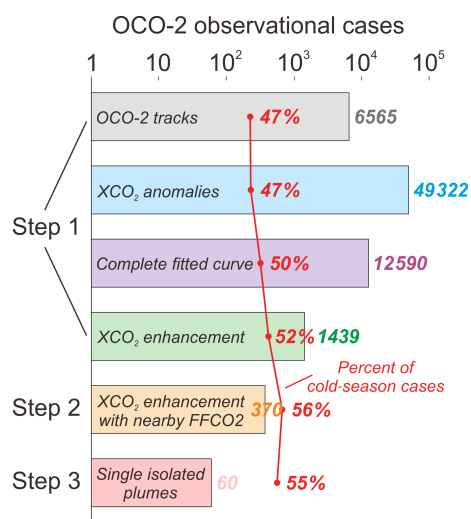 OCO-2 observational cases
1 10 10² 10³ 10⁴ 10⁵
OCO-2 tracks 47% 6565
XCO₂ anomalies 47% 49322
Step 1
Complete fitted curve 50% 12590
XCO₂ enhancement 52% 1439
Percent of
cold-season cases
Step 2
XCO₂ enhancement
with nearby FFCO2
370 56%
Step 3
Single isolated
plumes
60 55%